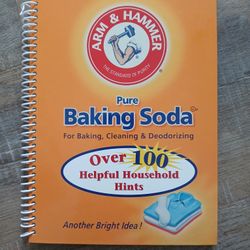 ARM & HAMMER
THE STANDARD OF PURITY
Pure
Baking Soda
For Baking, Cleaning & Deodorizing
Over 100
Helpful Household
Hints
Another Bright Idea!